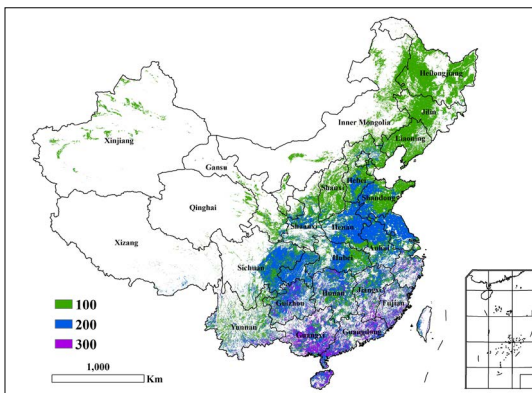 Heilongjiang
Jilin
Liaoning
Inner Mongolia
Xinjiang
Gansu
Hebei
Shanxi
Shandong
Qinghai
Shaanxi
Henan
Xizang
Anhui
Sichuan
Hubei
Guizhou
Hunan
Jiangxi
Fujian
Yunnan
Guangxi
Guangdong
100
200
300
1,000
Km